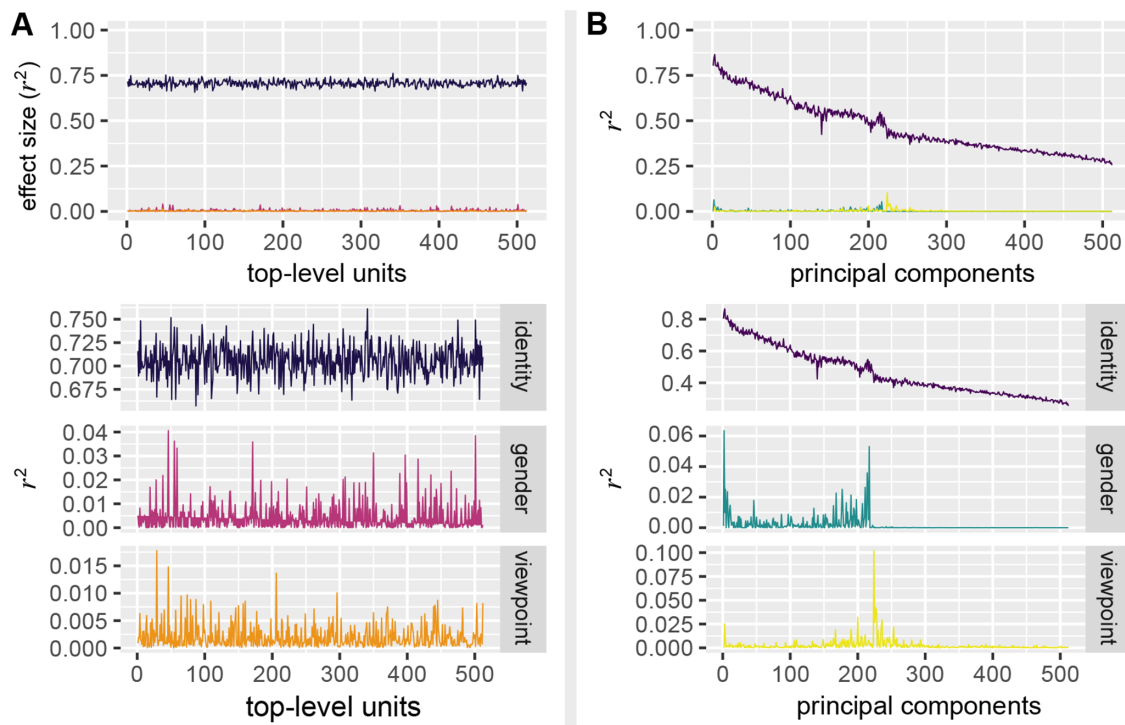 A
1.00
0.75
0.50
0.25
0.00
effect size (r²)
0 100 200 300 400 500
top-level units
0.750
0.725
0.700
0.675
identity
0.04
0.03
0.02
0.01
0.00
gender
r²
0.015
0.010
0.005
0.000
viewpoint
0 100 200 300 400 500
top-level units
B
1.00
0.75
0.50
0.25
0.00
r²
0 100 200 300 400 500
principal components
0.8
0.6
0.4
identity
0.06
0.04
0.02
0.00
gender
r²
0.100
0.075
0.050
0.025
0.000
viewpoint
0 100 200 300 400 500
principal components